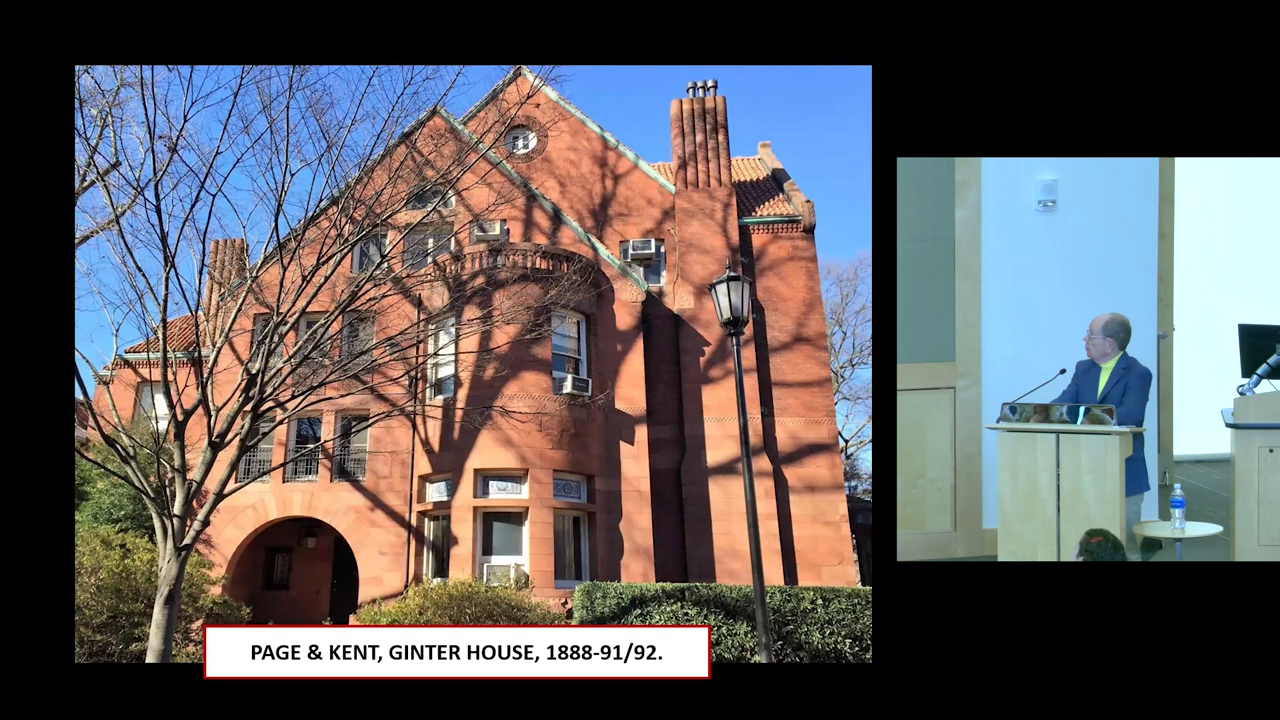 PAGE & KENT, GINTER HOUSE, 1888-91/92.